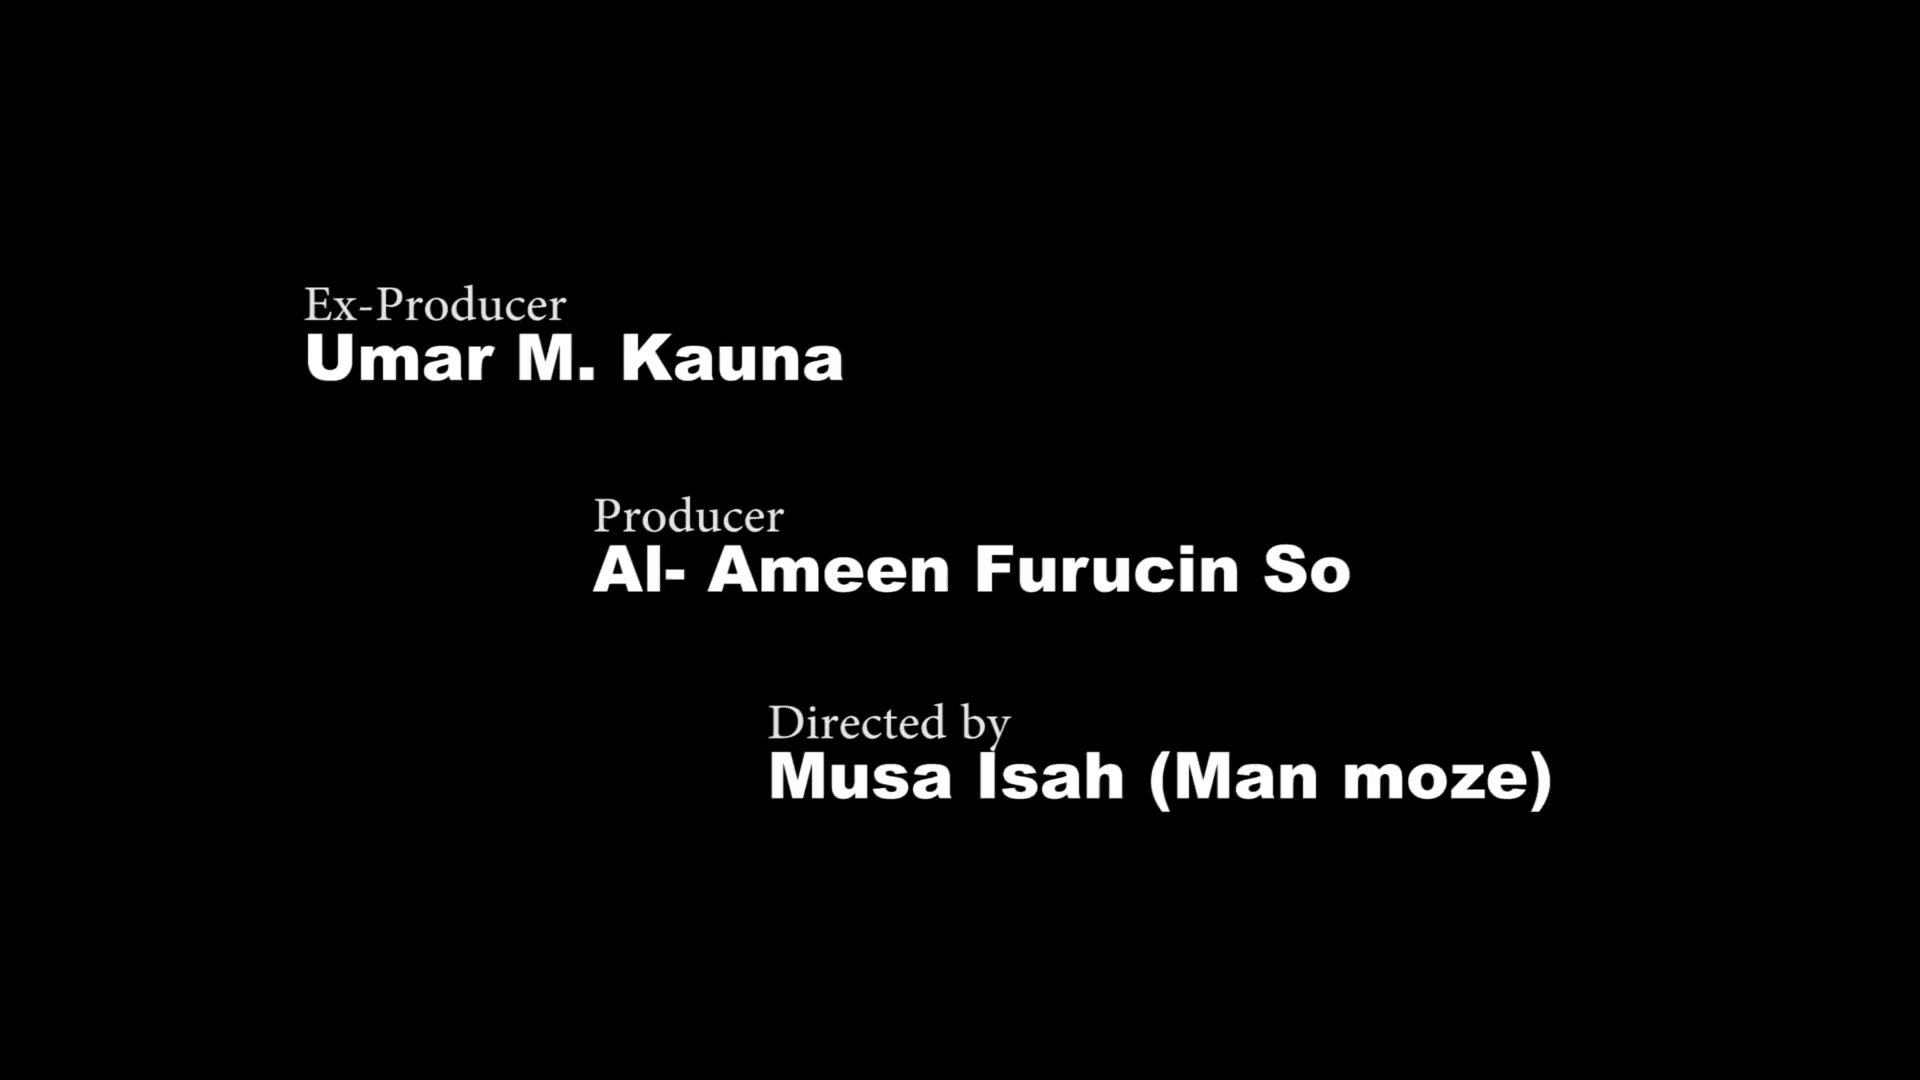 Ex-Producer
Umar M. Kauna
Producer
Al- Ameen Furucin So
Directed by
Musa Isah (Man moze)